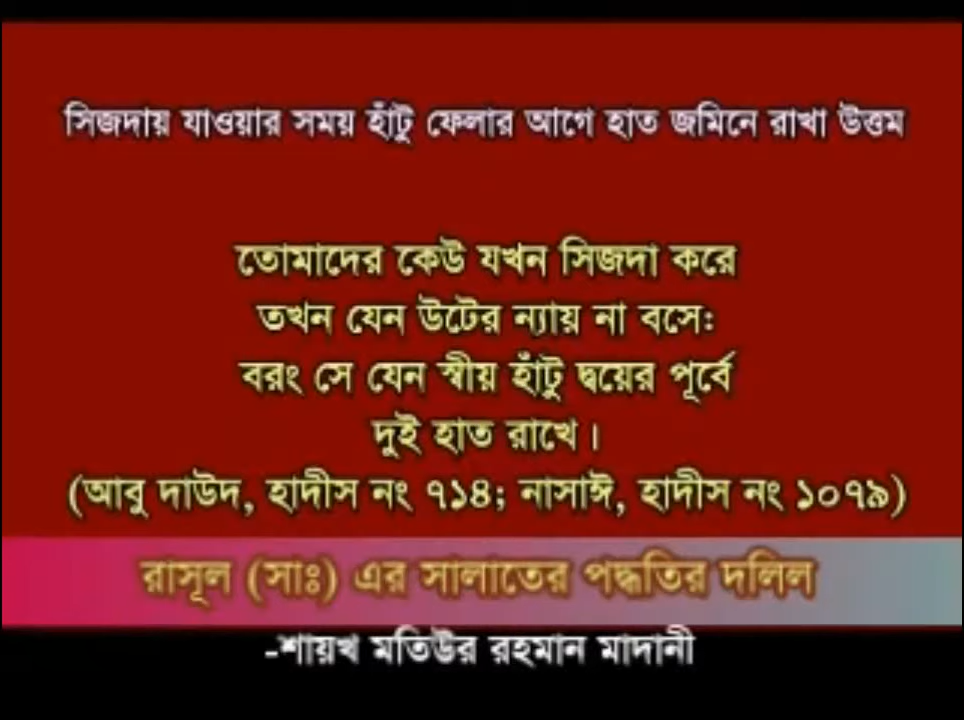 সিজদায় যাওয়ার সময় হাঁটু ফেলার আগে হাত জমিনে রাখা উত্তম
তোমাদের কেউ যখন সিজদা করে
তখন যেন উটের ন্যায় না বসেঃ
বরং সে যেন স্বীয় হাঁটু দ্বয়ের পূর্বে
দুই হাত রাখে।
(আবু দাউদ, হাদীস নং ৭১৪; নাসাঈ, হাদীস নং ১০৭৯)
রাসূল (সাঃ) এর সালাতের পদ্ধতির দলিল
-শায়খ মতিউর রহমান মাদানী